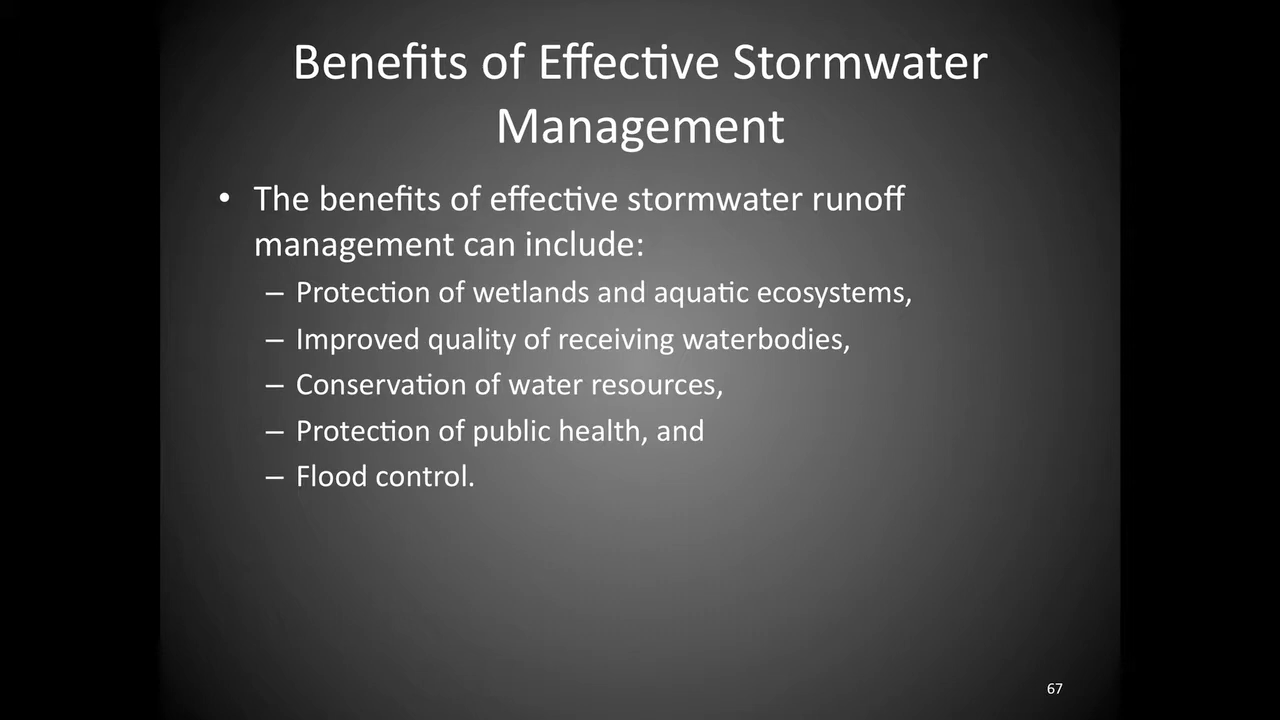 Benefits of Effective Stormwater
Management
• The benefits of effective stormwater runoff
management can include:
– Protection of wetlands and aquatic ecosystems,
– Improved quality of receiving waterbodies,
– Conservation of water resources,
– Protection of public health, and
– Flood control.
67